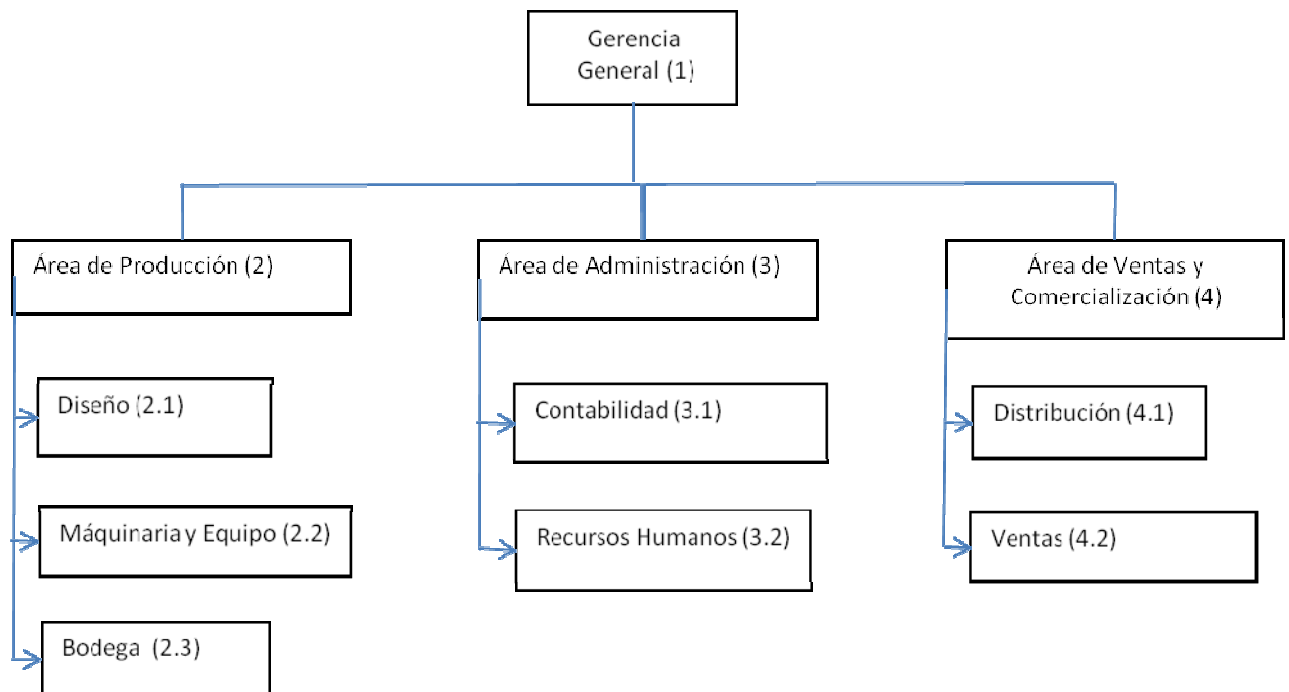 Gerencia
General (1)
Área de Producción (2)
Área de Administración (3)
Área de Ventas y
Comercialización (4)
Diseño (2.1)
Contabilidad (3.1)
Distribución (4.1)
Máquinaria y Equipo (2.2)
Recursos Humanos (3.2)
Ventas (4.2)
Bodega (2.3)